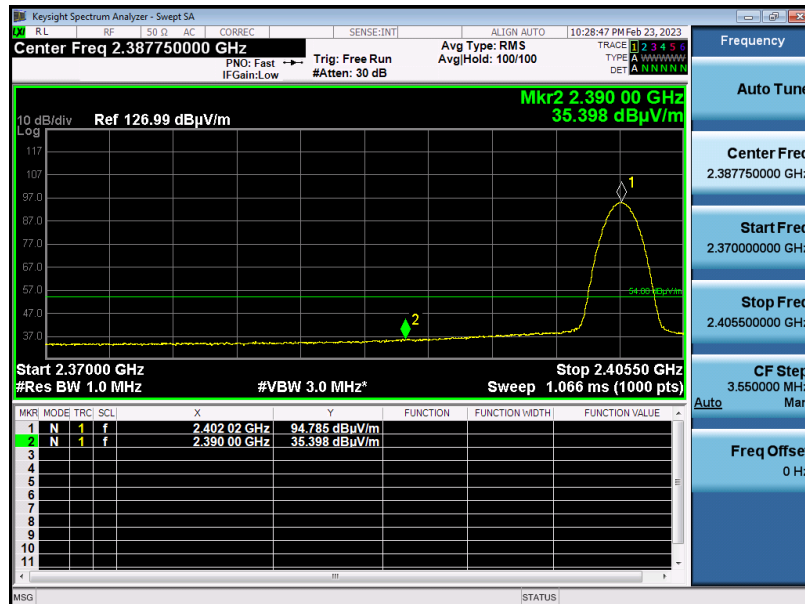 Keysight Spectrum Analyzer - Swept SA
LXI RL RF 50 Ω AC CORREC SENSE:INT ALIGN AUTO 10:28:47 PM Feb 23, 2023
Center Freq 2.387750000 GHz
PNO: Fast
IFGain:Low
Trig: Free Run
#Atten: 30 dB
Avg Type: RMS
Avg|Hold: 100/100
TRACE 1 2 3 4 5 6
TYPE A WWWWW
DET A N N N N N
Mkr2 2.390 00 GHz
35.398 dBµV/m
10 dB/div Ref 126.99 dBµV/m
Log
117
107
97.0
87.0
77.0
67.0
57.0
47.0
37.0
1
2
54.00 dBµV/m
Start 2.37000 GHz Stop 2.40550 GHz
#Res BW 1.0 MHz #VBW 3.0 MHz* Sweep 1.066 ms (1000 pts)
MKR MODE TRC SCL X Y FUNCTION FUNCTION WIDTH FUNCTION VALUE
1 N 1 f 2.402 02 GHz 94.785 dBµV/m
2 N 1 f 2.390 00 GHz 35.398 dBµV/m
3
4
5
6
7
8
9
10
11
MSG STATUS
Frequency
Auto Tune
Center Freq
2.387750000 GHz
Start Freq
2.370000000 GHz
Stop Freq
2.405500000 GHz
CF Step
3.550000 MHz
Auto Man
Freq Offset
0 Hz